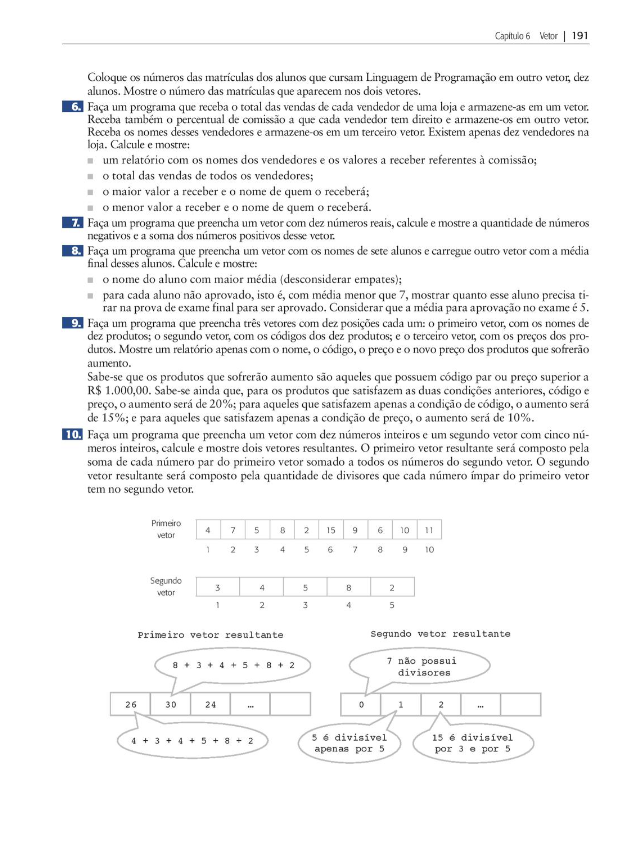 Capítulo 6 Vetor | 191
Coloque os números das matrículas dos alunos que cursam Linguagem de Programação em outro vetor, dez
alunos. Mostre o número das matrículas que aparecem nos dois vetores.
6. Faça um programa que receba o total das vendas de cada vendedor de uma loja e armazene-as em um vetor.
Receba também o percentual de comissão a que cada vendedor tem direito e armazene-os em outro vetor.
Receba os nomes desses vendedores e armazene-os em um terceiro vetor. Existem apenas dez vendedores na
loja. Calcule e mostre:
■ um relatório com os nomes dos vendedores e os valores a receber referentes à comissão;
■ o total das vendas de todos os vendedores;
■ o maior valor a receber e o nome de quem o receberá;
■ o menor valor a receber e o nome de quem o receberá.
7. Faça um programa que preencha um vetor com dez números reais, calcule e mostre a quantidade de números
negativos e a soma dos números positivos desse vetor.
8. Faça um programa que preencha um vetor com os nomes de sete alunos e carregue outro vetor com a média
final desses alunos. Calcule e mostre:
■ o nome do aluno com maior média (desconsiderar empates);
■ para cada aluno não aprovado, isto é, com média menor que 7, mostrar quanto esse aluno precisa ti-
rar na prova de exame final para ser aprovado. Considerar que a média para aprovação no exame é 5.
9. Faça um programa que preencha três vetores com dez posições cada um: o primeiro vetor, com os nomes de
dez produtos; o segundo vetor, com os códigos dos dez produtos; e o terceiro vetor, com os preços dos pro-
dutos. Mostre um relatório apenas com o nome, o código, o preço e o novo preço dos produtos que sofrerão
aumento.
Sabe-se que os produtos que sofrerão aumento são aqueles que possuem código par ou preço superior a
R$ 1.000,00. Sabe-se ainda que, para os produtos que satisfazem as duas condições anteriores, código e
preço, o aumento será de 20%; para aqueles que satisfazem apenas a condição de código, o aumento será
de 15%; e para aqueles que satisfazem apenas a condição de preço, o aumento será de 10%.
10. Faça um programa que preencha um vetor com dez números inteiros e um segundo vetor com cinco nú-
meros inteiros, calcule e mostre dois vetores resultantes. O primeiro vetor resultante será composto pela
soma de cada número par do primeiro vetor somado a todos os números do segundo vetor. O segundo
vetor resultante será composto pela quantidade de divisores que cada número ímpar do primeiro vetor
tem no segundo vetor.
Primeiro
vetor
4 7 5 8 2 15 9 6 10 11
1 2 3 4 5 6 7 8 9 10
Segundo
vetor
3 4 5 8 2
1 2 3 4 5
Primeiro vetor resultante
8 + 3 + 4 + 5 + 8 + 2
26 30 24 ...
4 + 3 + 4 + 5 + 8 + 2
Segundo vetor resultante
7 não possui
divisores
0 1 2 ...
5 é divisível
apenas por 5
15 é divisível
por 3 e por 5